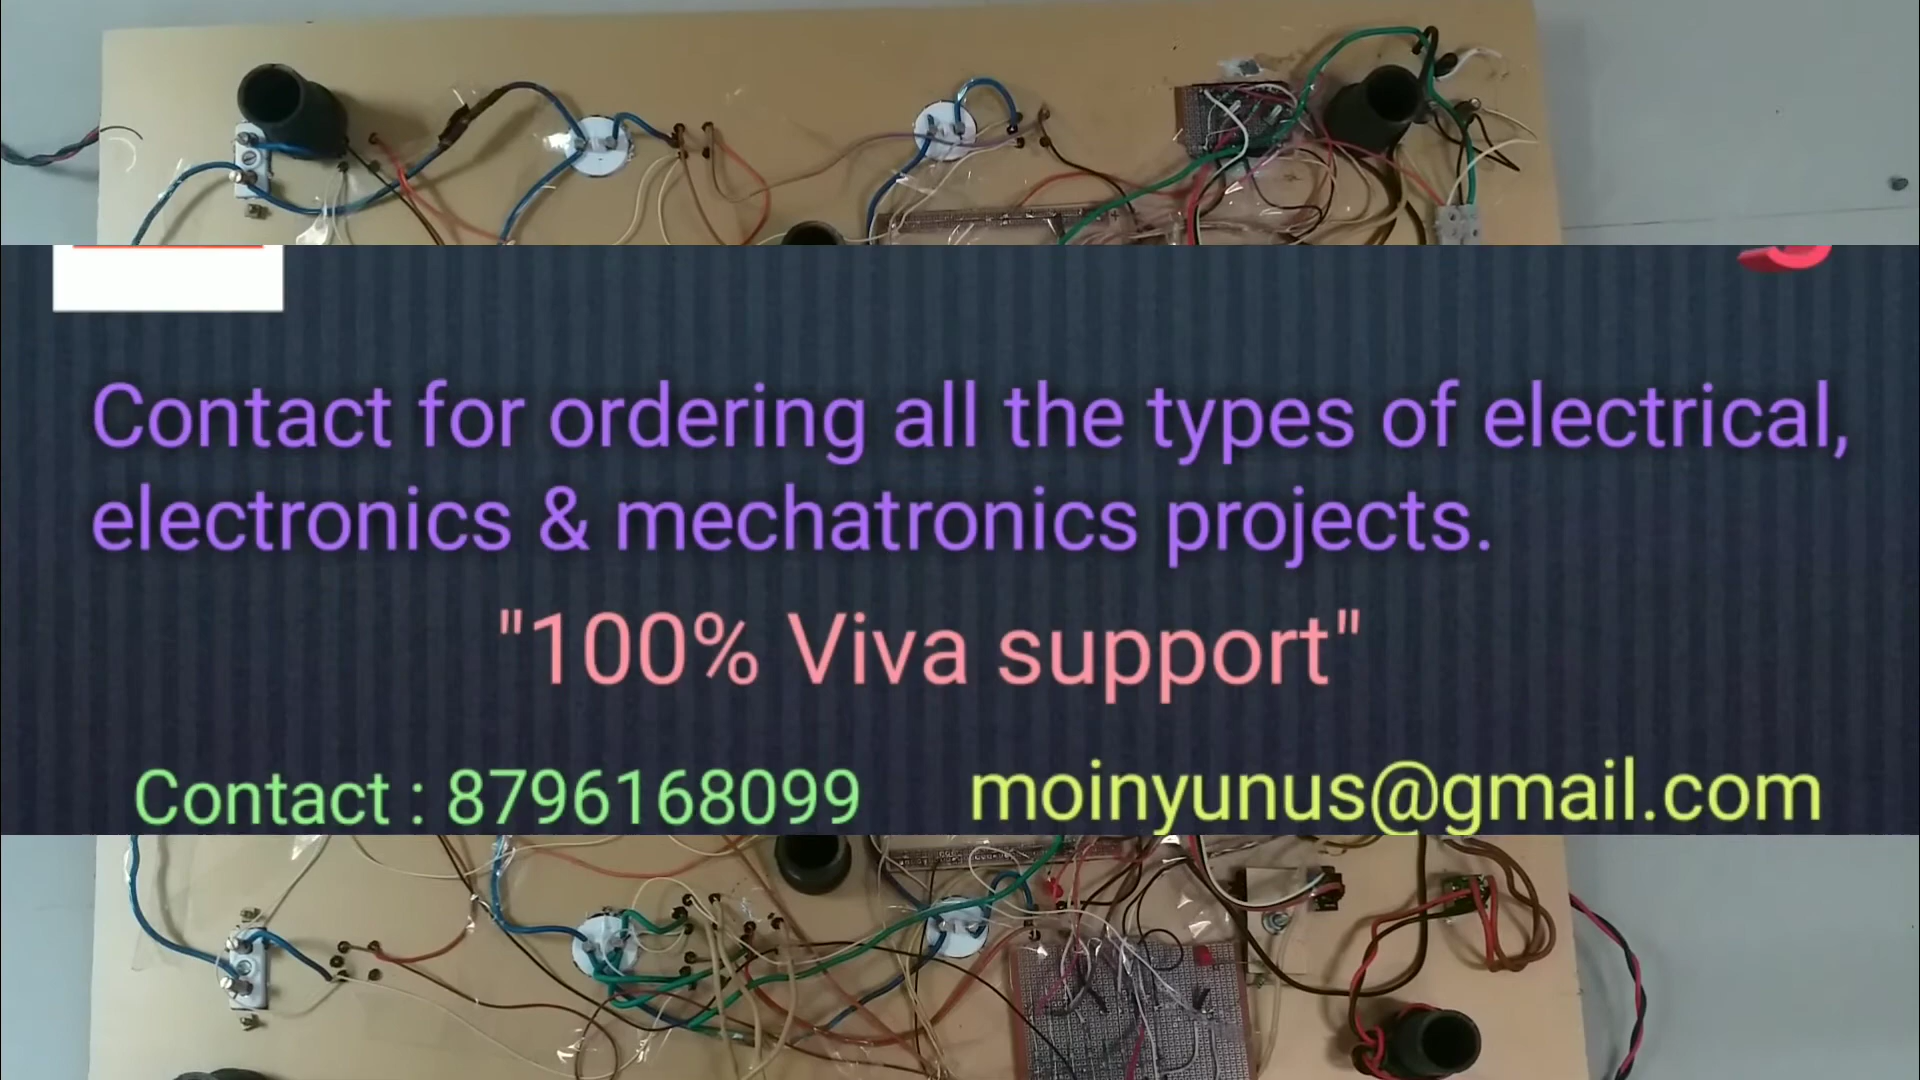 Contact for ordering all the types of electrical,
electronics & mechatronics projects.
"100% Viva support"
Contact : 8796168099
moinyunus@gmail.com